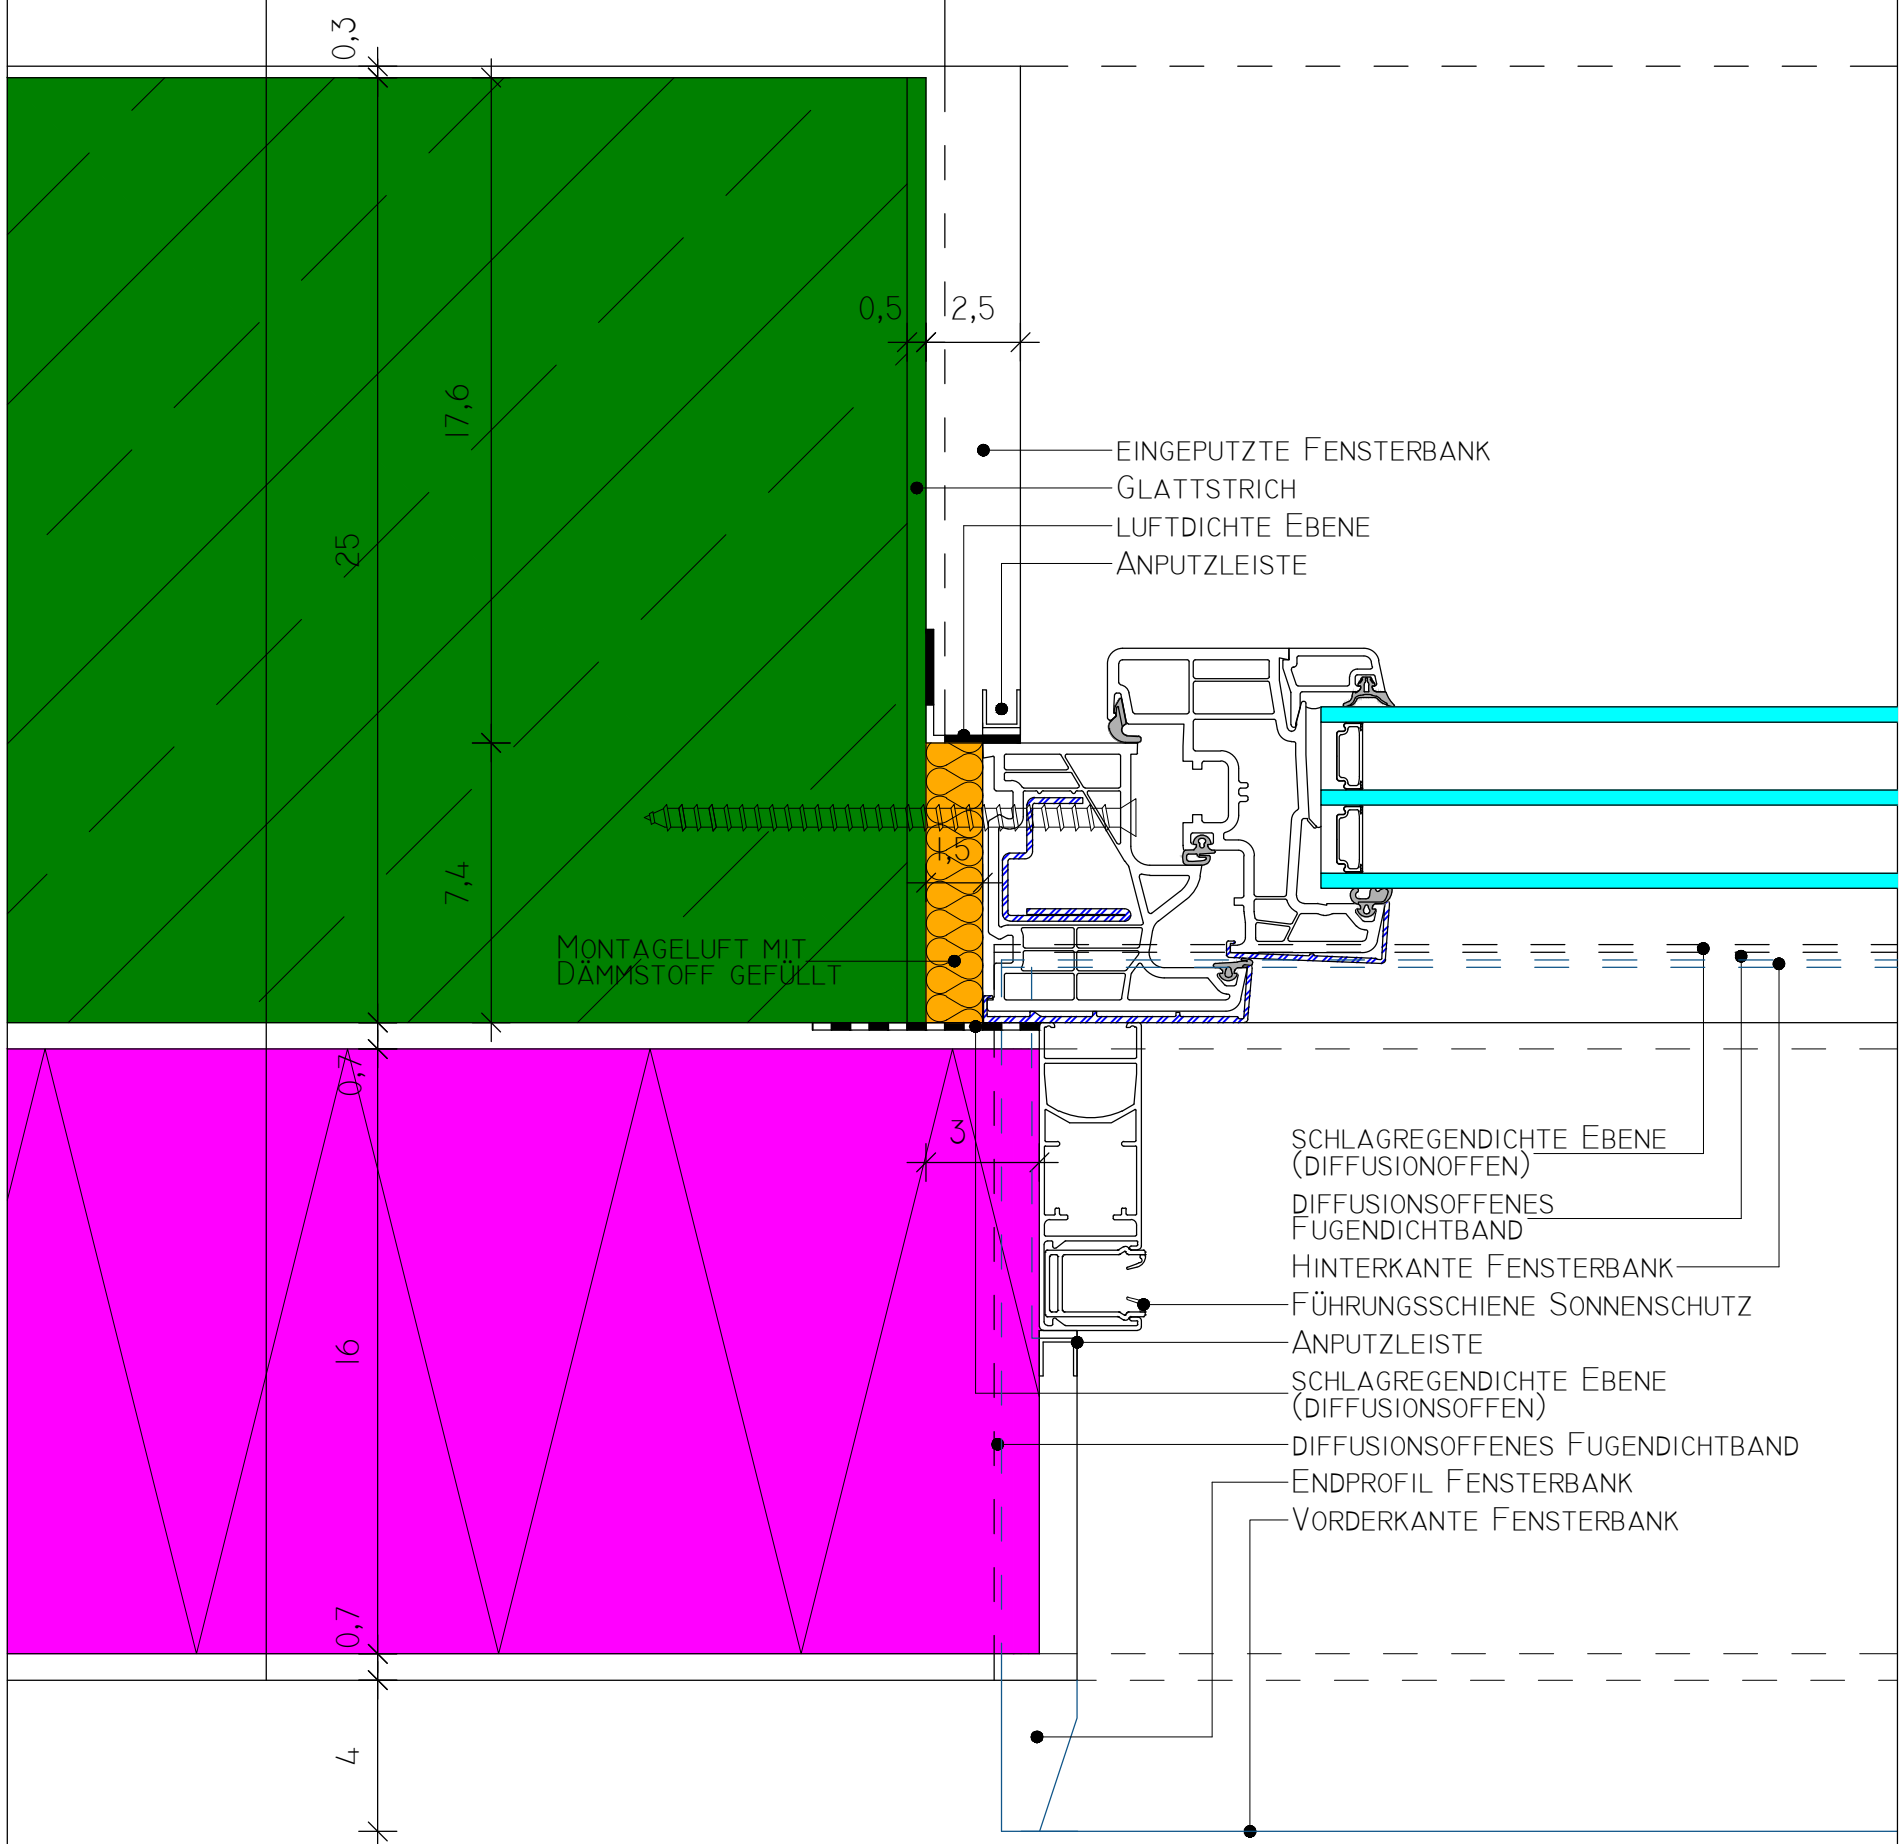 0,3
0,5 2,5
17,6
EINGEPUTZTE FENSTERBANK
GLATTSTRICH
LUFTDICHTE EBENE
25
ANPUTZLEISTE
1,5
7,4
MONTAGELUFT MIT
DÄMMSTOFF GEFÜLLT
0,7
3
SCHLAGREGENDICHTE EBENE
(DIFFUSIONOFFEN)
DIFFUSIONSOFFENES
FUGENDICHTBAND
HINTERKANTE FENSTERBANK
FÜHRUNGSSCHIENE SONNENSCHUTZ
16
ANPUTZLEISTE
SCHLAGREGENDICHTE EBENE
(DIFFUSIONSOFFEN)
DIFFUSIONSOFFENES FUGENDICHTBAND
ENDPROFIL FENSTERBANK
VORDERKANTE FENSTERBANK
0,7
4